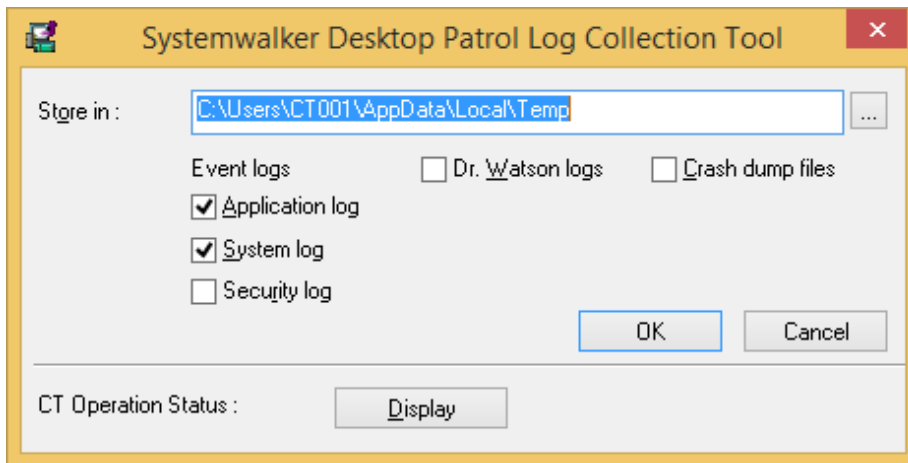 Systemwalker Desktop Patrol Log Collection Tool
x
Store in :
C:\Users\CT001\AppData\Local\Temp
...
Event logs
Dr. Watson logs
Crash dump files
Application log
System log
Security log
OK
Cancel
CT Operation Status :
Display